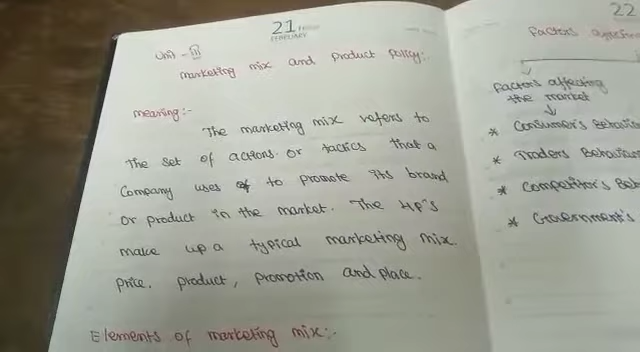 21 FRIDAY
FEBRUARY
Unit - III
Marketing mix and product policy:-
meaning:-
The marketing mix refers to
the set of actions or tactics that a
company uses to promote its brand
or product in the market. The 4p's
make up a typical marketing mix.
price, product, promotion and place.
Elements of marketing mix:-
22
Factors
Factors affecting
the market
* Consumer's Behaviou
* Traders Behaviou
* Competitor's Beh
* Government's